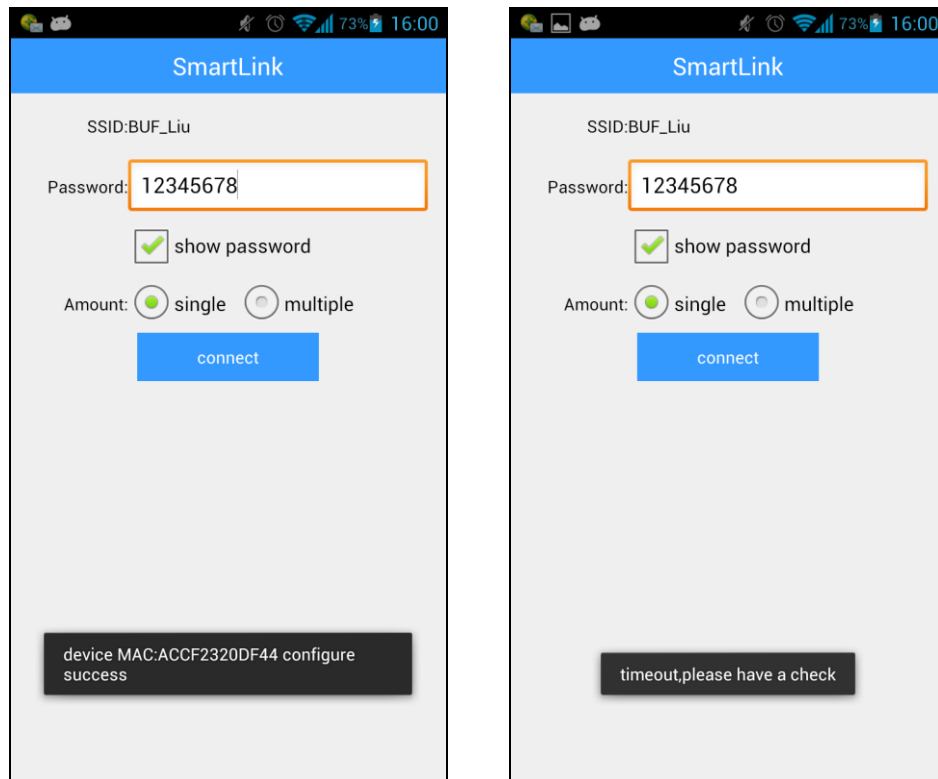 73% 16:00
SmartLink
SSID:BUF_Liu
Password: 12345678
show password
Amount: single multiple
connect
device MAC:ACCF2320DF44 configure
success
73% 16:00
SmartLink
SSID:BUF_Liu
Password: 12345678
show password
Amount: single multiple
connect
timeout,please have a check